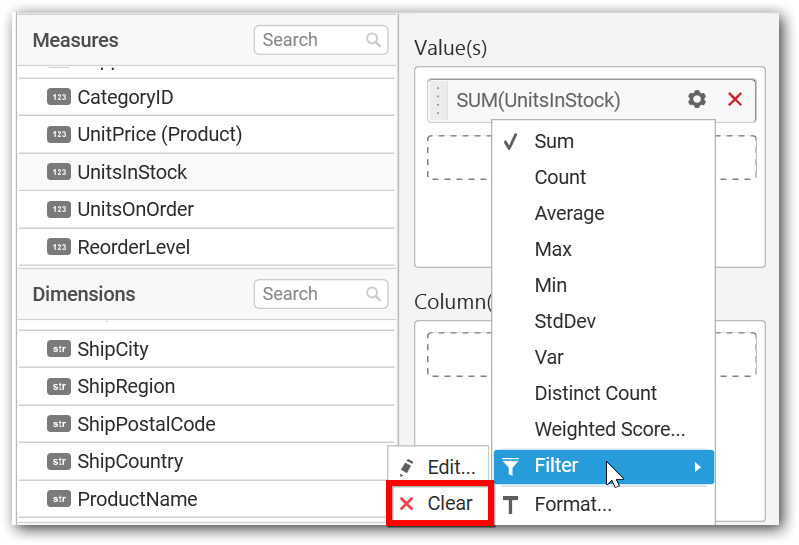 Measures
Search
123 CategoryID
123 UnitPrice (Product)
123 UnitsInStock
123 UnitsOnOrder
123 ReorderLevel
Dimensions
Search
str ShipCity
str ShipRegion
str ShipPostalCode
str ShipCountry
str ProductName
Value(s)
SUM(UnitsInStock)
Sum
Count
Average
Max
Min
StdDev
Var
Distinct Count
Weighted Score...
Filter
Format...
Column(
Edit...
Clear